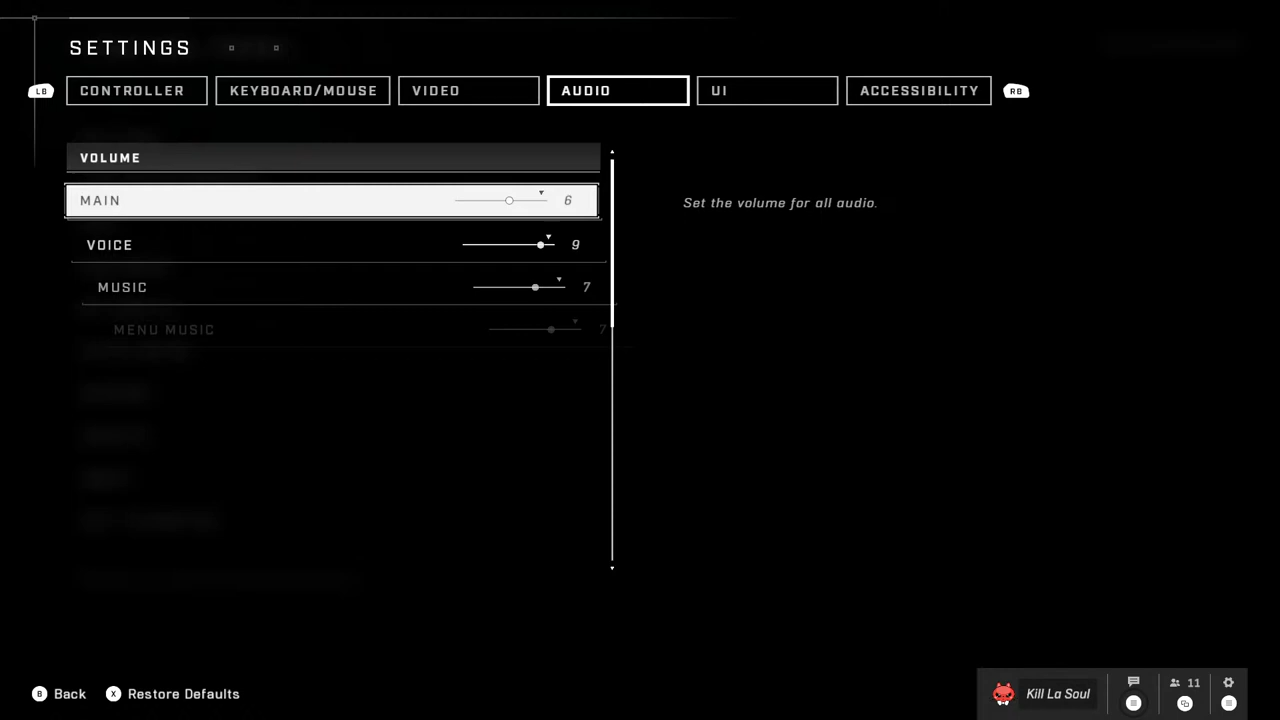 SETTINGS
LB CONTROLLER KEYBOARD/MOUSE VIDEO AUDIO UI ACCESSIBILITY RB
VOLUME
MAIN 6
Set the volume for all audio.
VOICE 9
MUSIC 7
MENU MUSIC 7
B Back X Restore Defaults
Kill La Soul 11